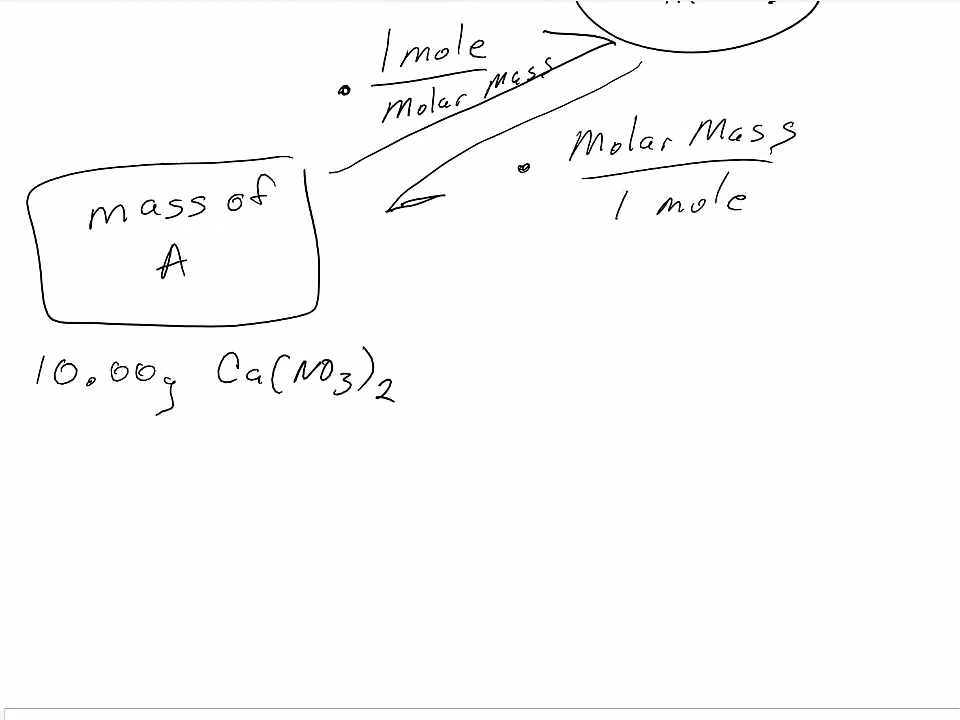 1 mole
molar mass
Molar Mass
1 mole
mass of
A
10.00g Ca(NO3)2